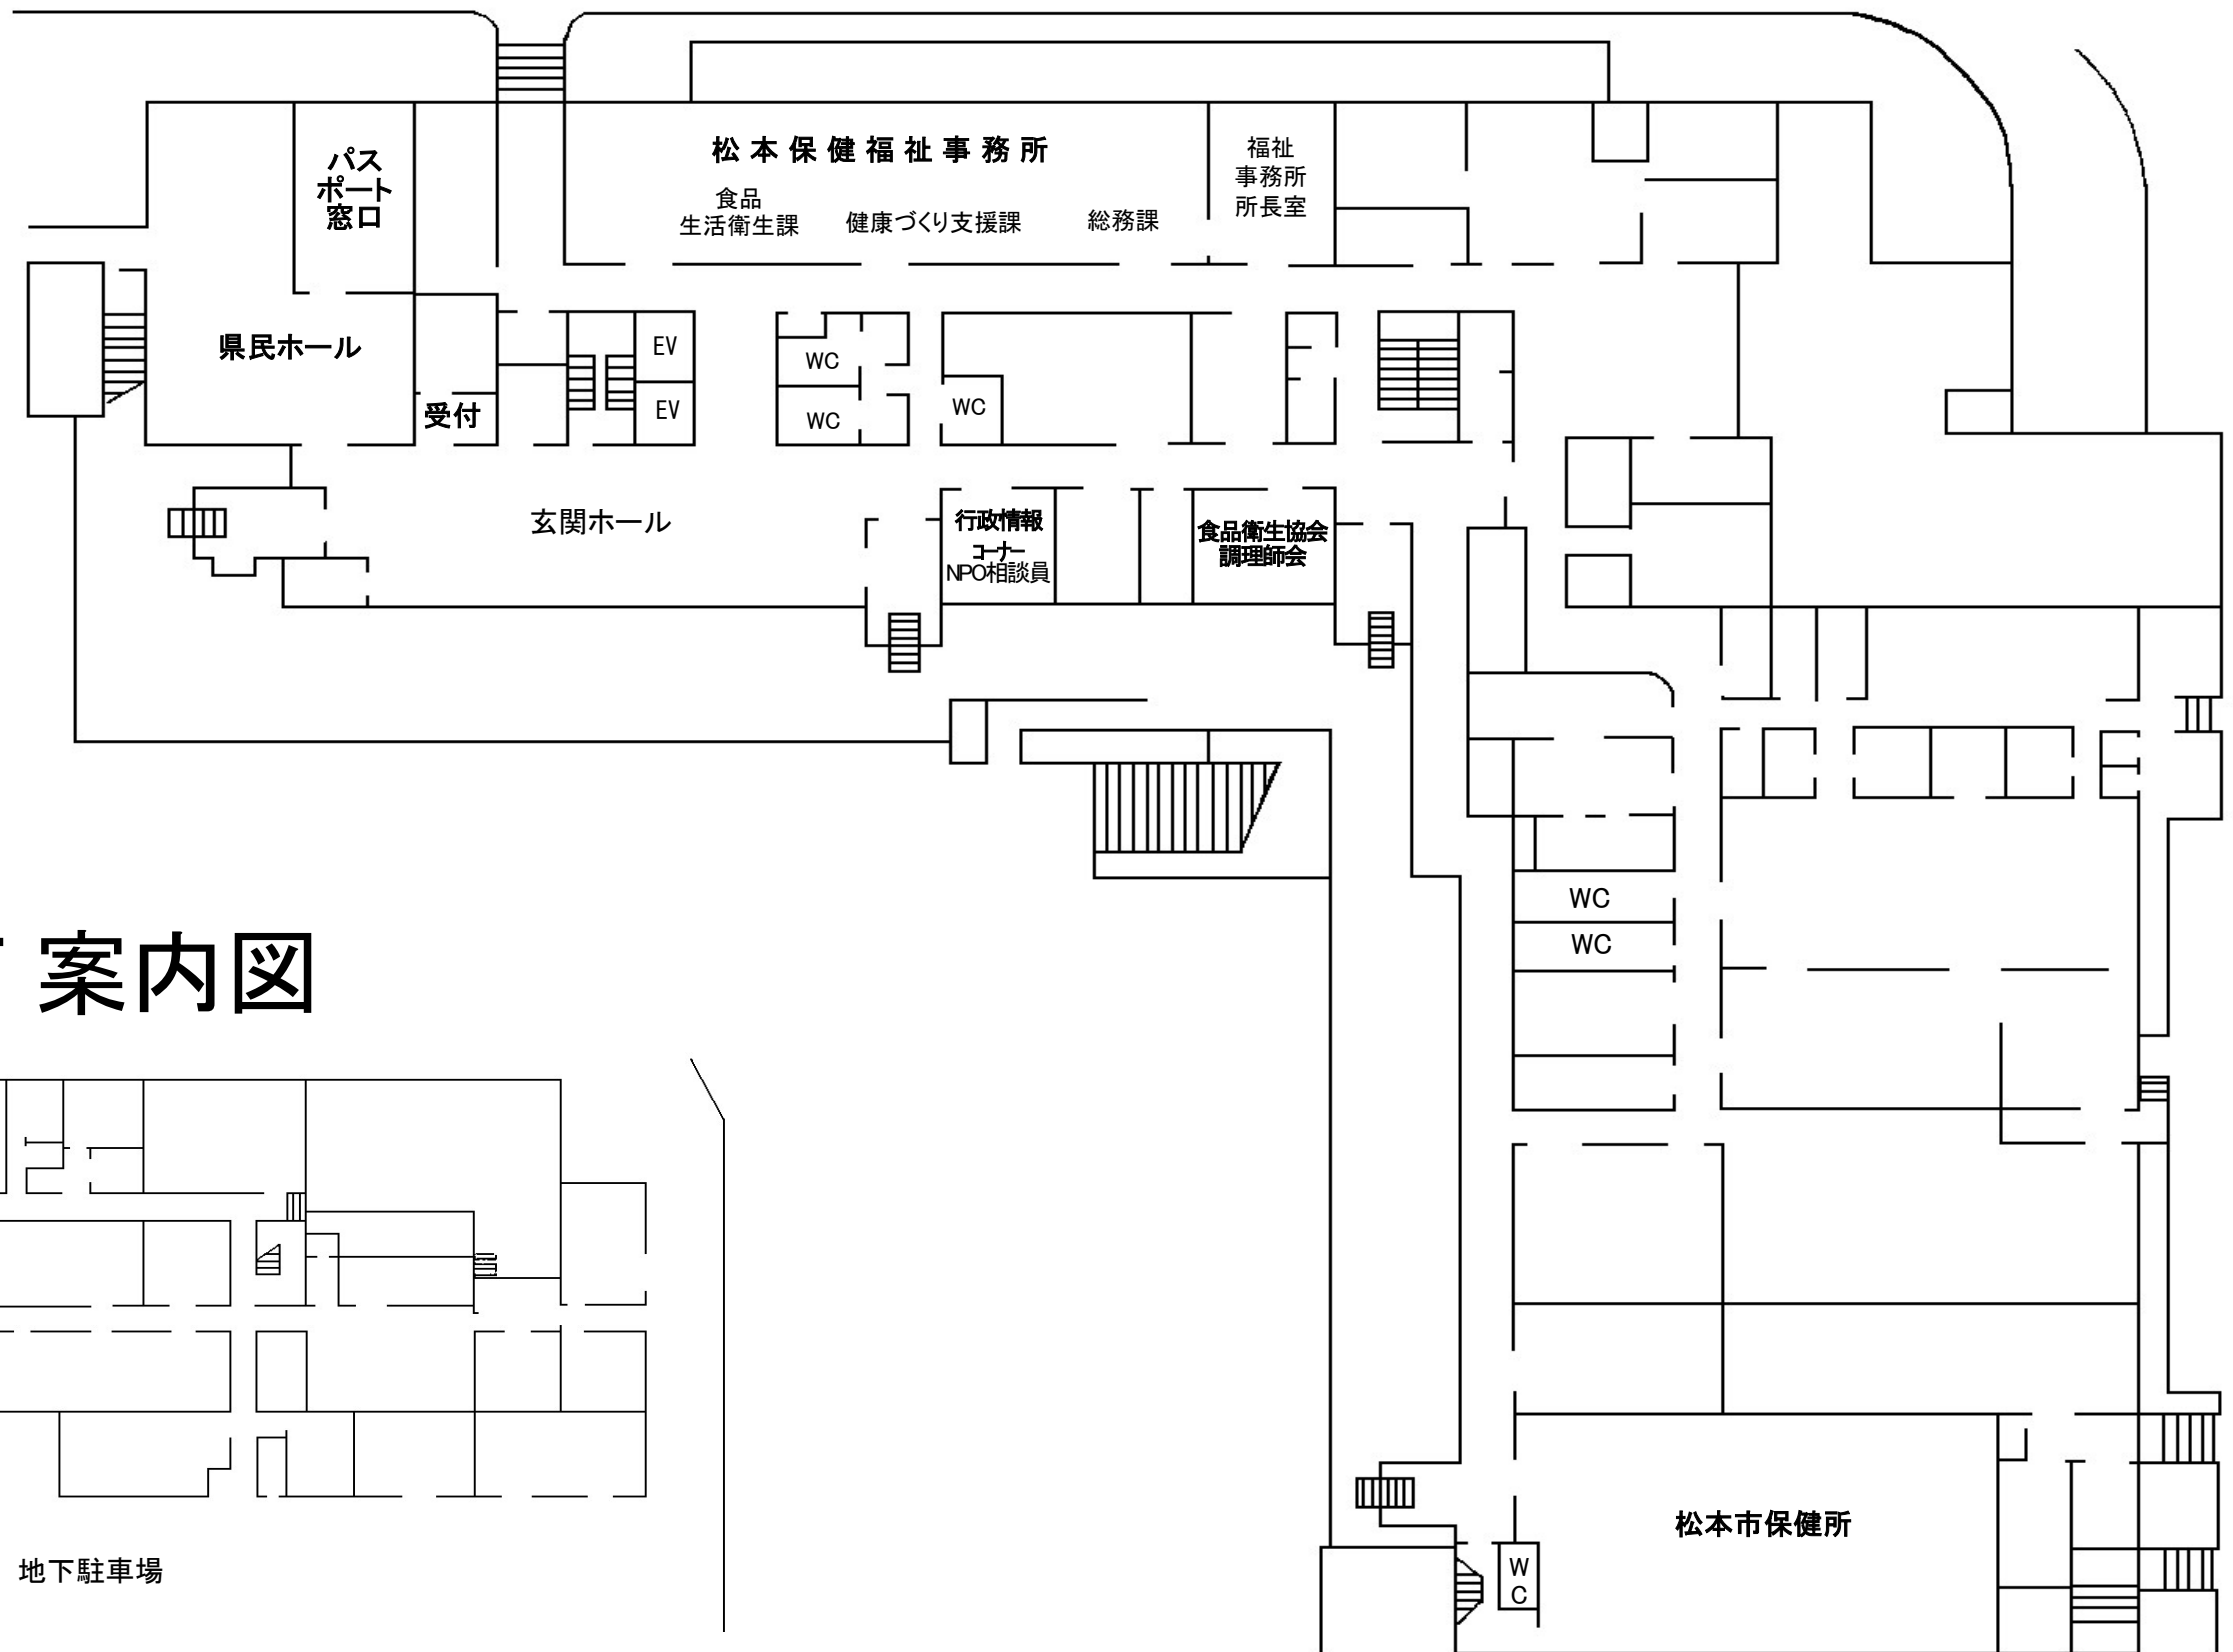 松本保健福祉事務所
福祉
事務所
所長室
パス
ポート
窓口
食品
生活衛生課
健康づくり支援課
総務課
県民ホール
EV
WC
受付
EV
WC
WC
玄関ホール
行政情報
コーナー
NPO相談員
食品衛生協会
調理師会
WC
WC
案内図
松本市保健所
地下駐車場
W
C